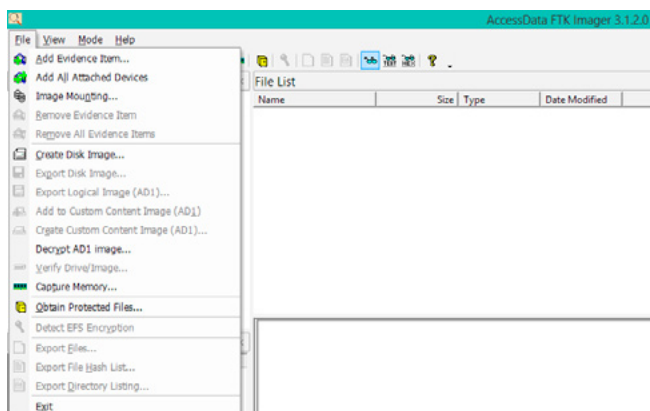 AccessData FTK Imager 3.1.2.0
File View Mode Help
Add Evidence Item...
Add All Attached Devices
Image Mounting...
Remove Evidence Item
Remove All Evidence Items
Create Disk Image...
Export Disk Image...
Export Logical Image (AD1)...
Add to Custom Content Image (AD1)
Create Custom Content Image (AD1)...
Decrypt AD1 image...
Verify Drive/Image...
Capture Memory...
Obtain Protected Files...
Detect EFS Encryption
Export Files...
Export File Hash List...
Export Directory Listing...
Exit
File List
Name Size Type Date Modified